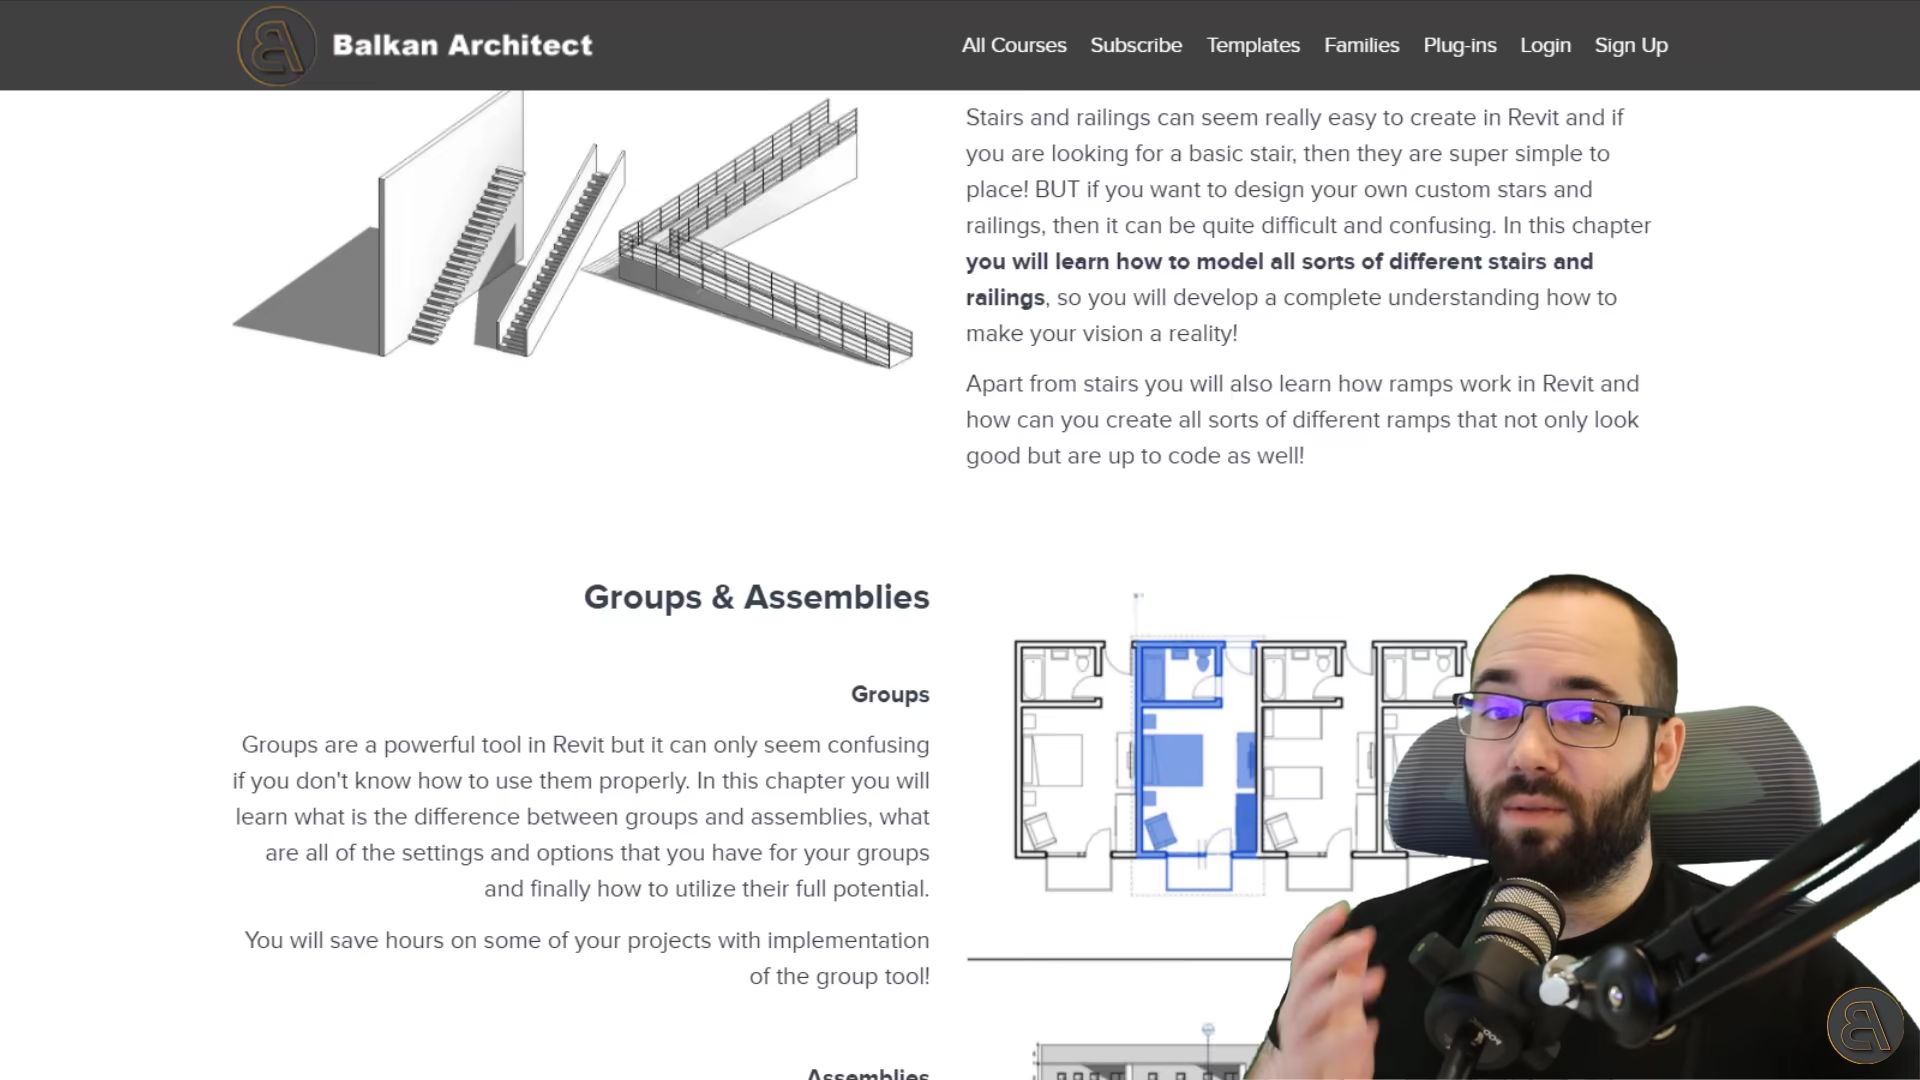 Balkan Architect
All Courses Subscribe Templates Families Plug-ins Login Sign Up
Stairs and railings can seem really easy to create in Revit and if
you are looking for a basic stair, then they are super simple to
place! BUT if you want to design your own custom stars and
railings, then it can be quite difficult and confusing. In this chapter
you will learn how to model all sorts of different stairs and
railings, so you will develop a complete understanding how to
make your vision a reality!
Apart from stairs you will also learn how ramps work in Revit and
how can you create all sorts of different ramps that not only look
good but are up to code as well!
Groups & Assemblies
Groups
Groups are a powerful tool in Revit but it can only seem confusing
if you don't know how to use them properly. In this chapter you will
learn what is the difference between groups and assemblies, what
are all of the settings and options that you have for your groups
and finally how to utilize their full potential.
You will save hours on some of your projects with implementation
of the group tool!
Assemblies